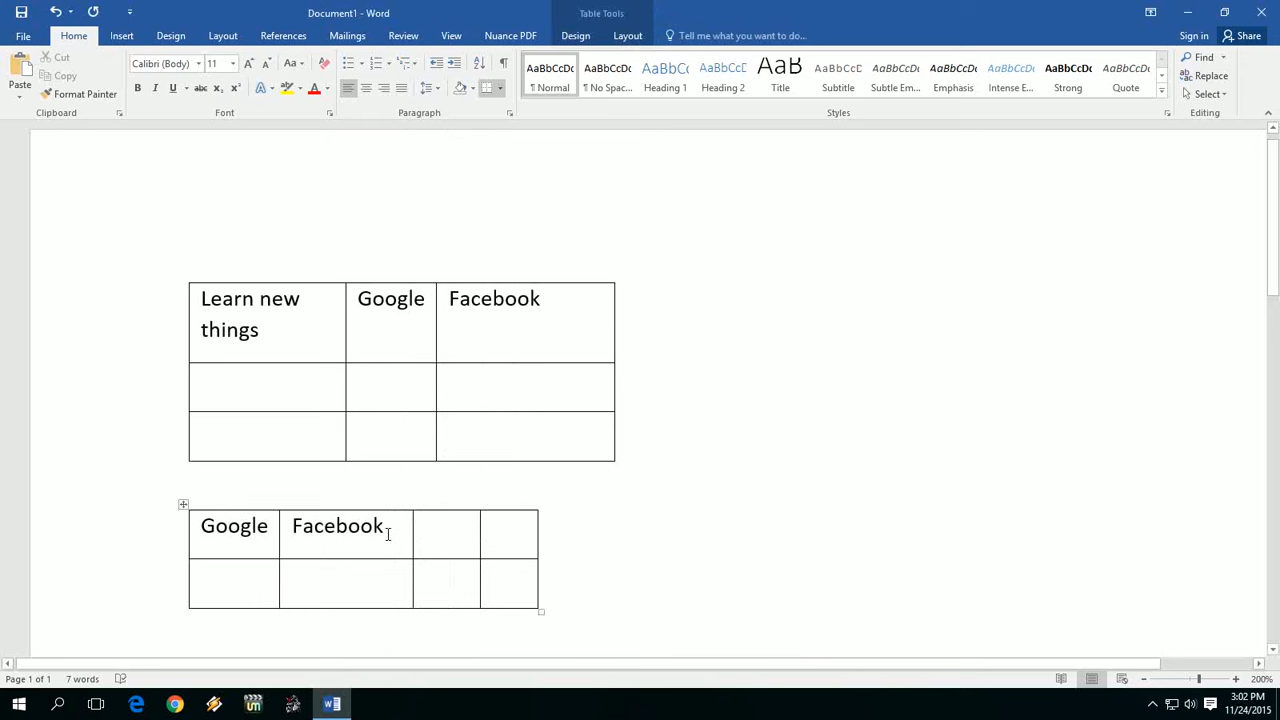 Document1 - Word
Table Tools
File
Home
Insert
Design
Layout
References
Mailings
Review
View
Nuance PDF
Design
Layout
Tell me what you want to do...
Sign in
Share
Paste
Cut
Copy
Format Painter
Clipboard
Calibri (Body)
11
Font
Paragraph
AaBbCcDc
¶ Normal
AaBbCcDc
¶ No Spac...
AaBbCc
Heading 1
AaBbCcE
Heading 2
AaB
Title
AaBbCcD
Subtitle
AaBbCcDc
Subtle Em...
AaBbCcDc
Emphasis
AaBbCcDc
Intense E...
AaBbCcDc
Strong
AaBbCcDc
Quote
Styles
Find
Replace
Select
Editing
Learn new
things
Google
Facebook
Google
Facebook
Page 1 of 1
7 words
200%
3:02 PM
11/24/2015